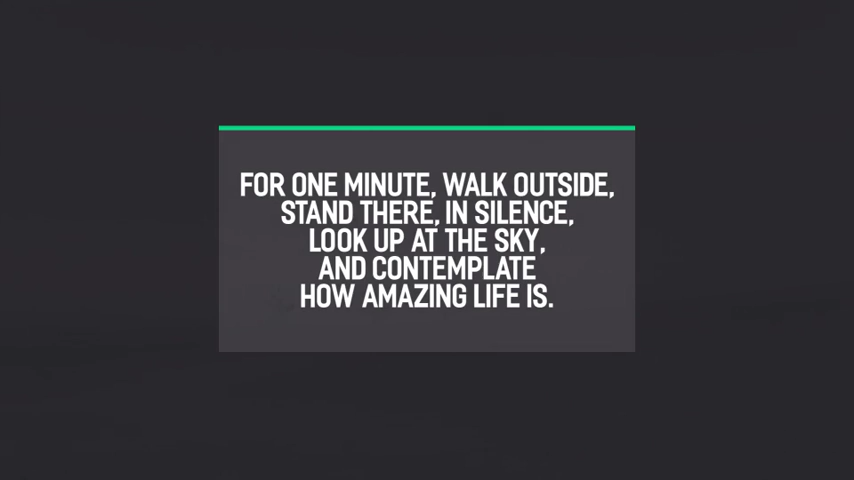 FOR ONE MINUTE, WALK OUTSIDE,
STAND THERE, IN SILENCE,
LOOK UP AT THE SKY,
AND CONTEMPLATE
HOW AMAZING LIFE IS.